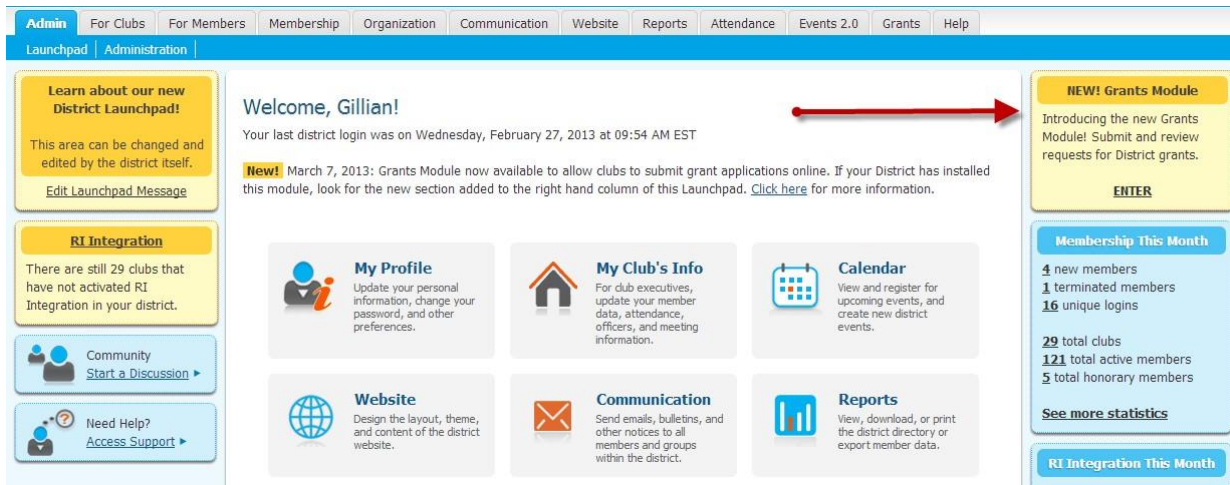 Admin For Clubs For Members Membership Organization Communication Website Reports Attendance Events 2.0 Grants Help
Launchpad Administration
Learn about our new
District Launchpad!
This area can be changed and
edited by the district itself.
Edit Launchpad Message
RI Integration
There are still 29 clubs that
have not activated RI
Integration in your district.
Community
Start a Discussion
Need Help?
Access Support
Welcome, Gillian!
Your last district login was on Wednesday, February 27, 2013 at 09:54 AM EST
New! March 7, 2013: Grants Module now available to allow clubs to submit grant applications online. If your District has installed
this module, look for the new section added to the right hand column of this Launchpad. Click here for more information.
My Profile
Update your personal
information, change your
password, and other
preferences.
My Club's Info
For club executives,
update your member
data, attendance,
officers, and meeting
information.
Calendar
View and register for
upcoming events, and
create new district
events.
Website
Design the layout, theme,
and content of the district
website.
Communication
Send emails, bulletins, and
other notices to all
members and groups
within the district.
Reports
View, download, or print
the district directory or
export member data.
NEW! Grants Module
Introducing the new Grants
Module! Submit and review
requests for District grants.
ENTER
Membership This Month
4 new members
1 terminated members
16 unique logins
29 total clubs
121 total active members
5 total honorary members
See more statistics
RI Integration This Month